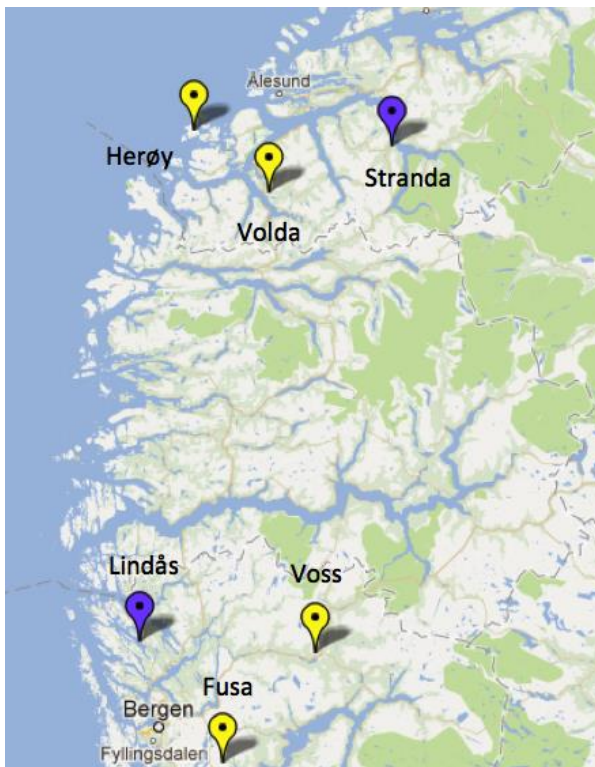 Ålesund
Herøy
Stranda
Volda
Lindås
Voss
Fusa
Bergen
Fyllingsdalen